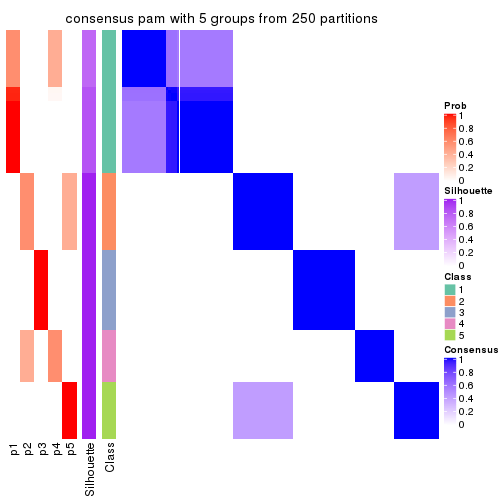 consensus pam with 5 groups from 250 partitions
Prob
1
0.8
0.6
0.4
0.2
0
Silhouette
1
0.8
0.6
0.4
0.2
0
Class
1
2
3
4
5
Consensus
1
0.8
0.6
0.4
0.2
0
p1
p2
p3
p4
p5
Silhouette
Class